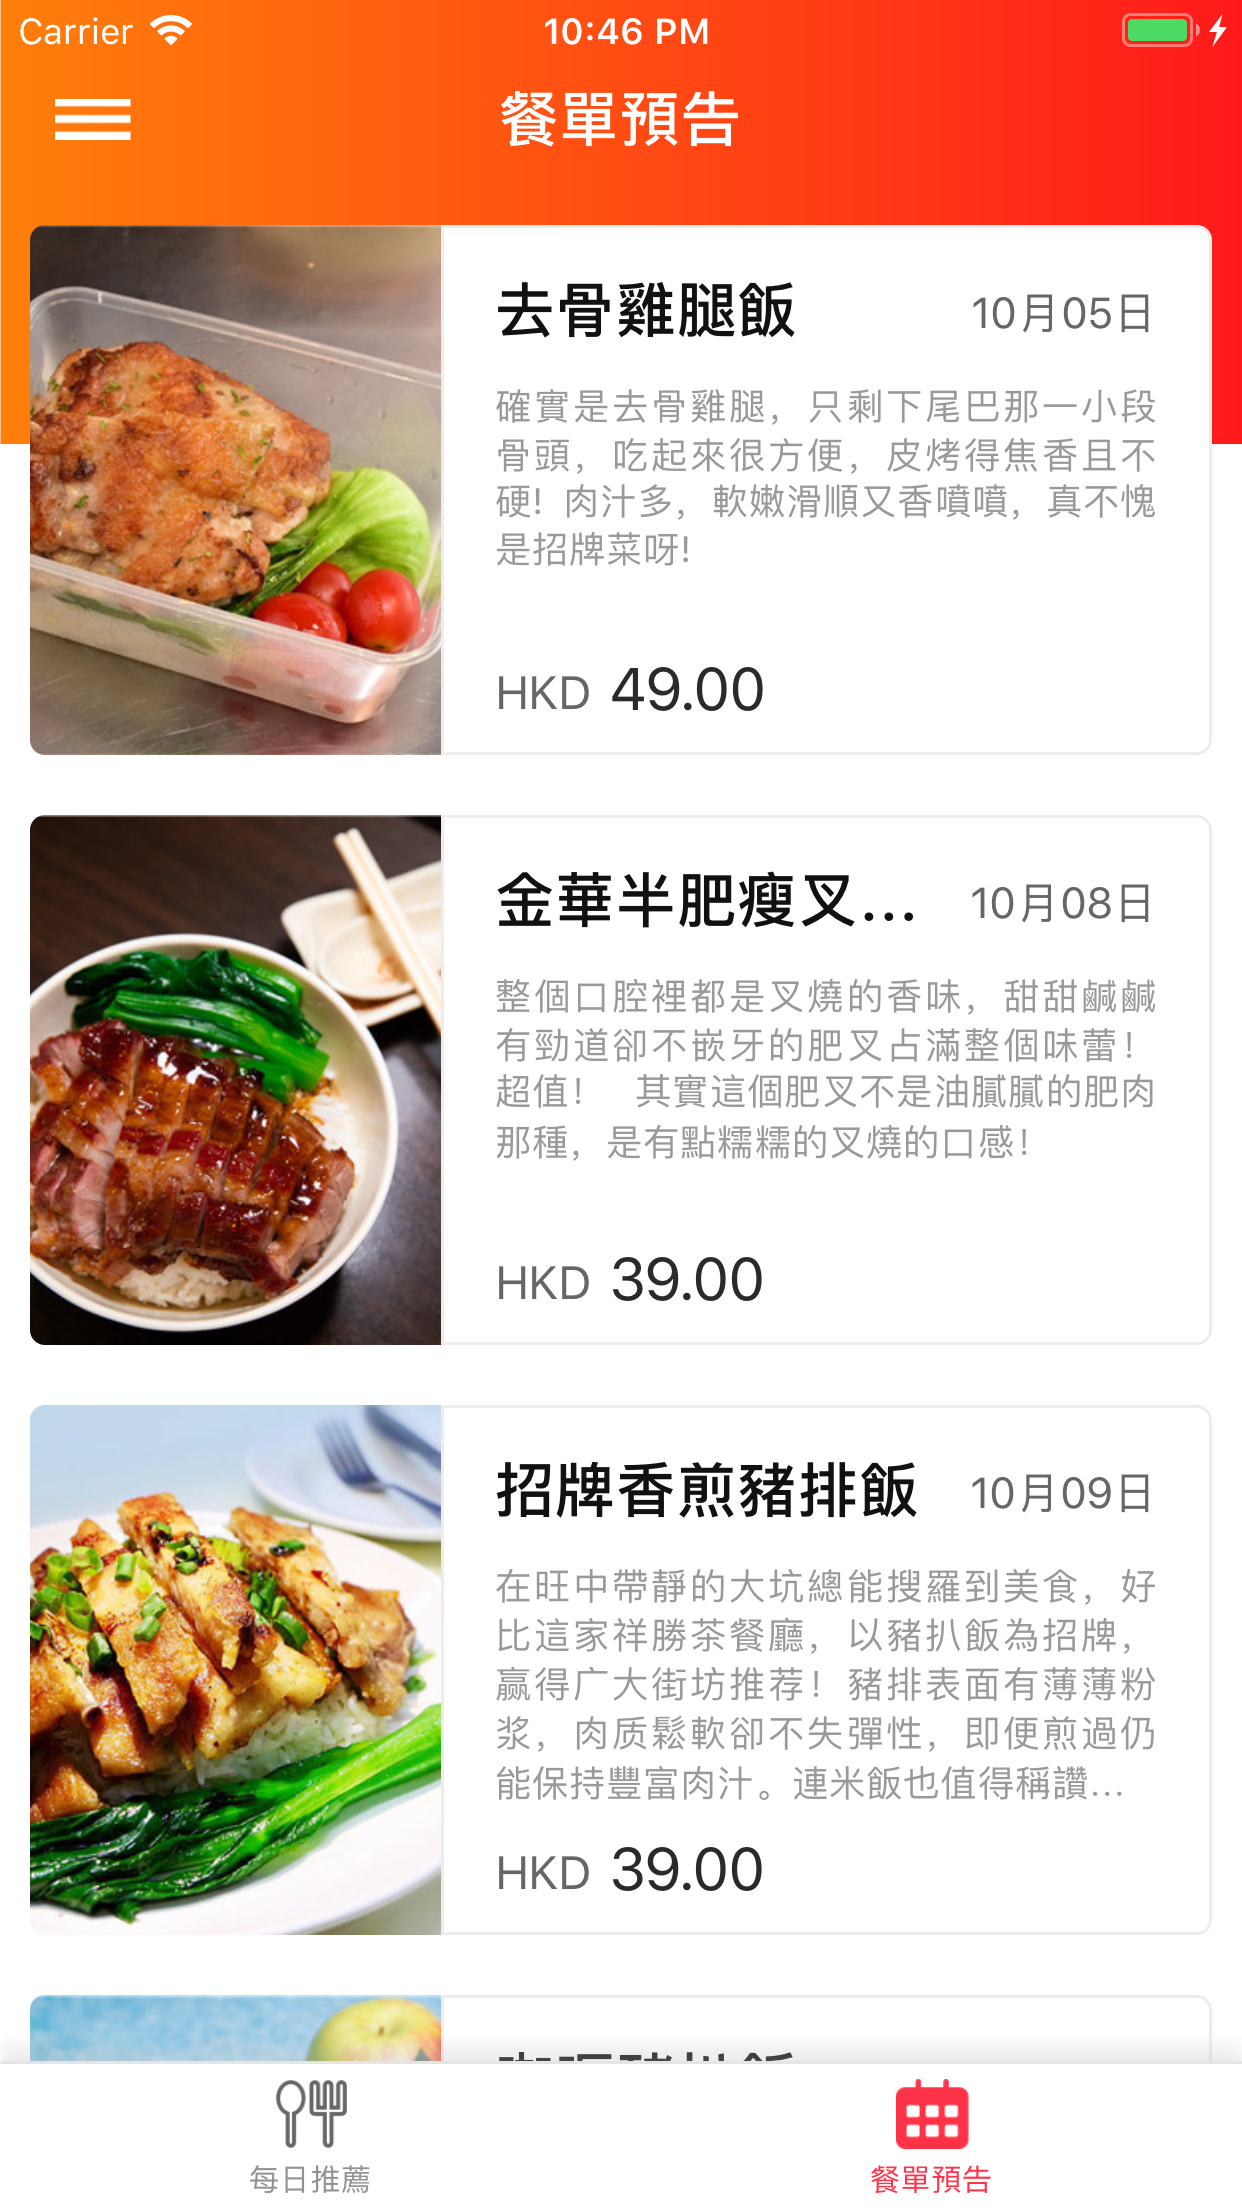 Carrier
10:46 PM
餐單預告
去骨雞腿飯
10月05日
確實是去骨雞腿，只剩下尾巴那一小段
骨頭，吃起來很方便，皮烤得焦香且不
硬！肉汁多，軟嫩滑順又香噴噴，真不愧
是招牌菜呀！
HKD 49.00
金華半肥瘦叉...
10月08日
整個口腔裡都是叉燒的香味，甜甜鹹鹹
有勁道卻不嵌牙的肥叉占滿整個味蕾！
超值！ 其實這個肥叉不是油膩膩的肥肉
那種，是有點糯糯的叉燒的口感！
HKD 39.00
招牌香煎豬排飯
10月09日
在旺中帶靜的大坑總能搜羅到美食，好
比這家祥勝茶餐廳，以豬扒飯為招牌，
赢得广大街坊推荐！豬排表面有薄薄粉
浆，肉质鬆軟卻不失彈性，即便煎過仍
能保持豐富肉汁。連米飯也值得稱讚...
HKD 39.00
每日推薦
餐單預告